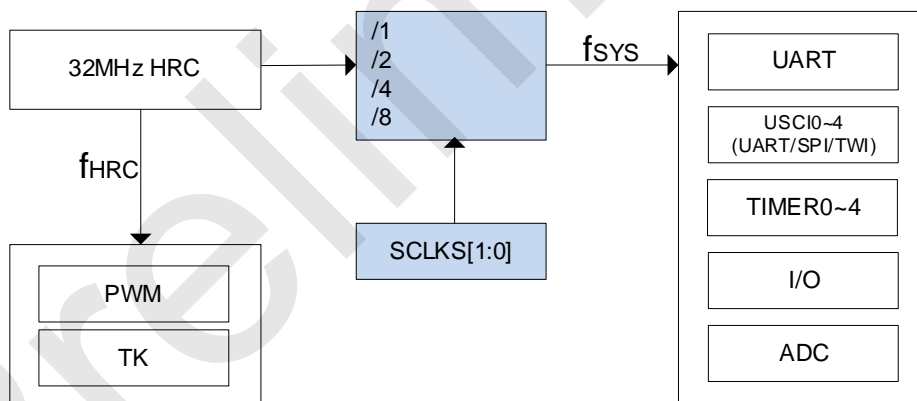 32MHz HRC
/1
/2
/4
/8
fSYS
fHRC
SCLKS[1:0]
PWM
TK
UART
USCI0~4
(UART/SPI/TWI)
TIMER0~4
I/O
ADC